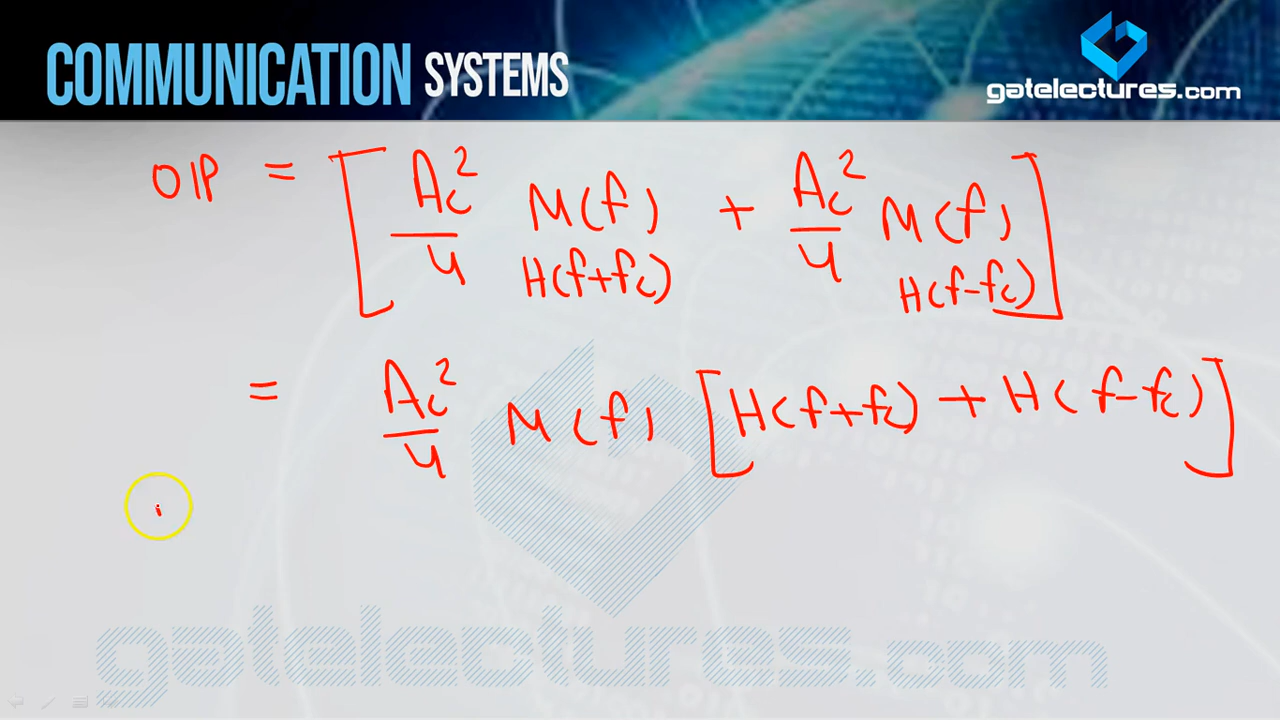 COMMUNICATION SYSTEMS
gatelectures.com
O/P = [ Ac²/4 M(f) H(f+fc) + Ac²/4 M(f) H(f-fc) ]
= Ac²/4 M(f) [ H(f+fc) + H(f-fc) ]
gatelectures.com